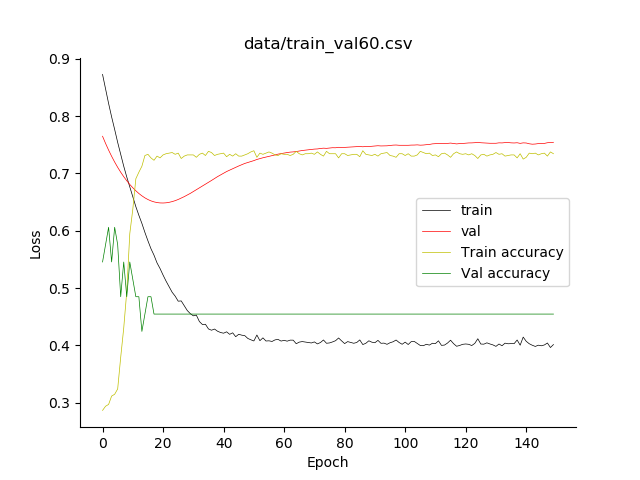 data/train_val60.csv
0.9
0.8
0.7
0.6
0.5
0.4
0.3
Loss
train
val
Train accuracy
Val accuracy
0 20 40 60 80 100 120 140
Epoch